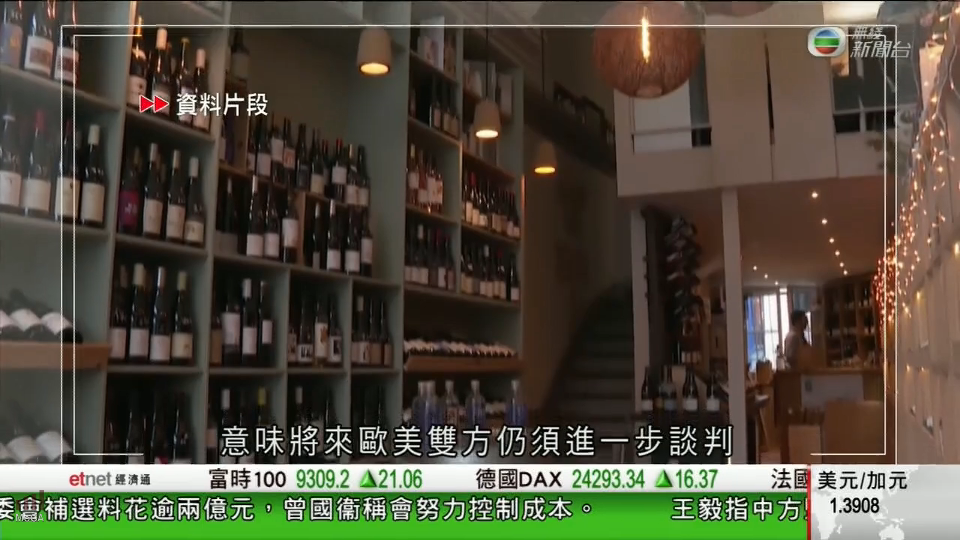 無綫
新聞台
資料片段
意味將來歐美雙方仍須進一步談判
etnet 經濟通 富時100 9309.2 ▲21.06 德國DAX 24293.34 ▲16.37 法國
美元/加元
1.3908
委會補選料花逾兩億元，曾國衞稱會努力控制成本。 王毅指中方